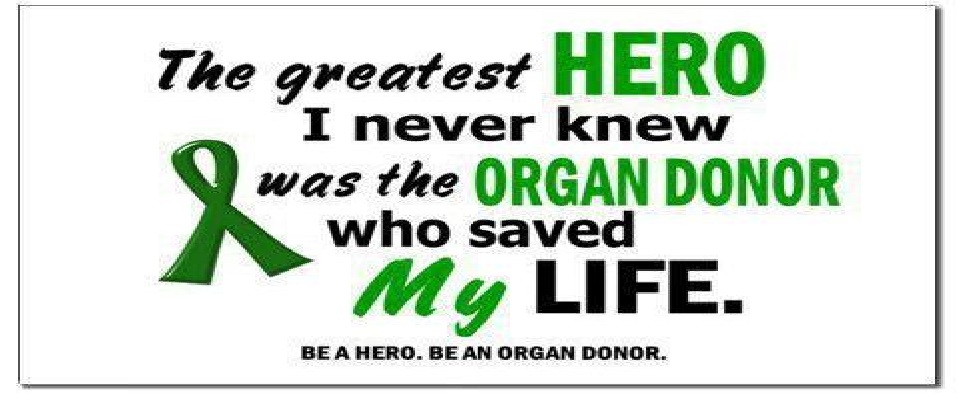 The greatest HERO
I never knew
was the ORGAN DONOR
who saved
My LIFE.
BE A HERO. BE AN ORGAN DONOR.